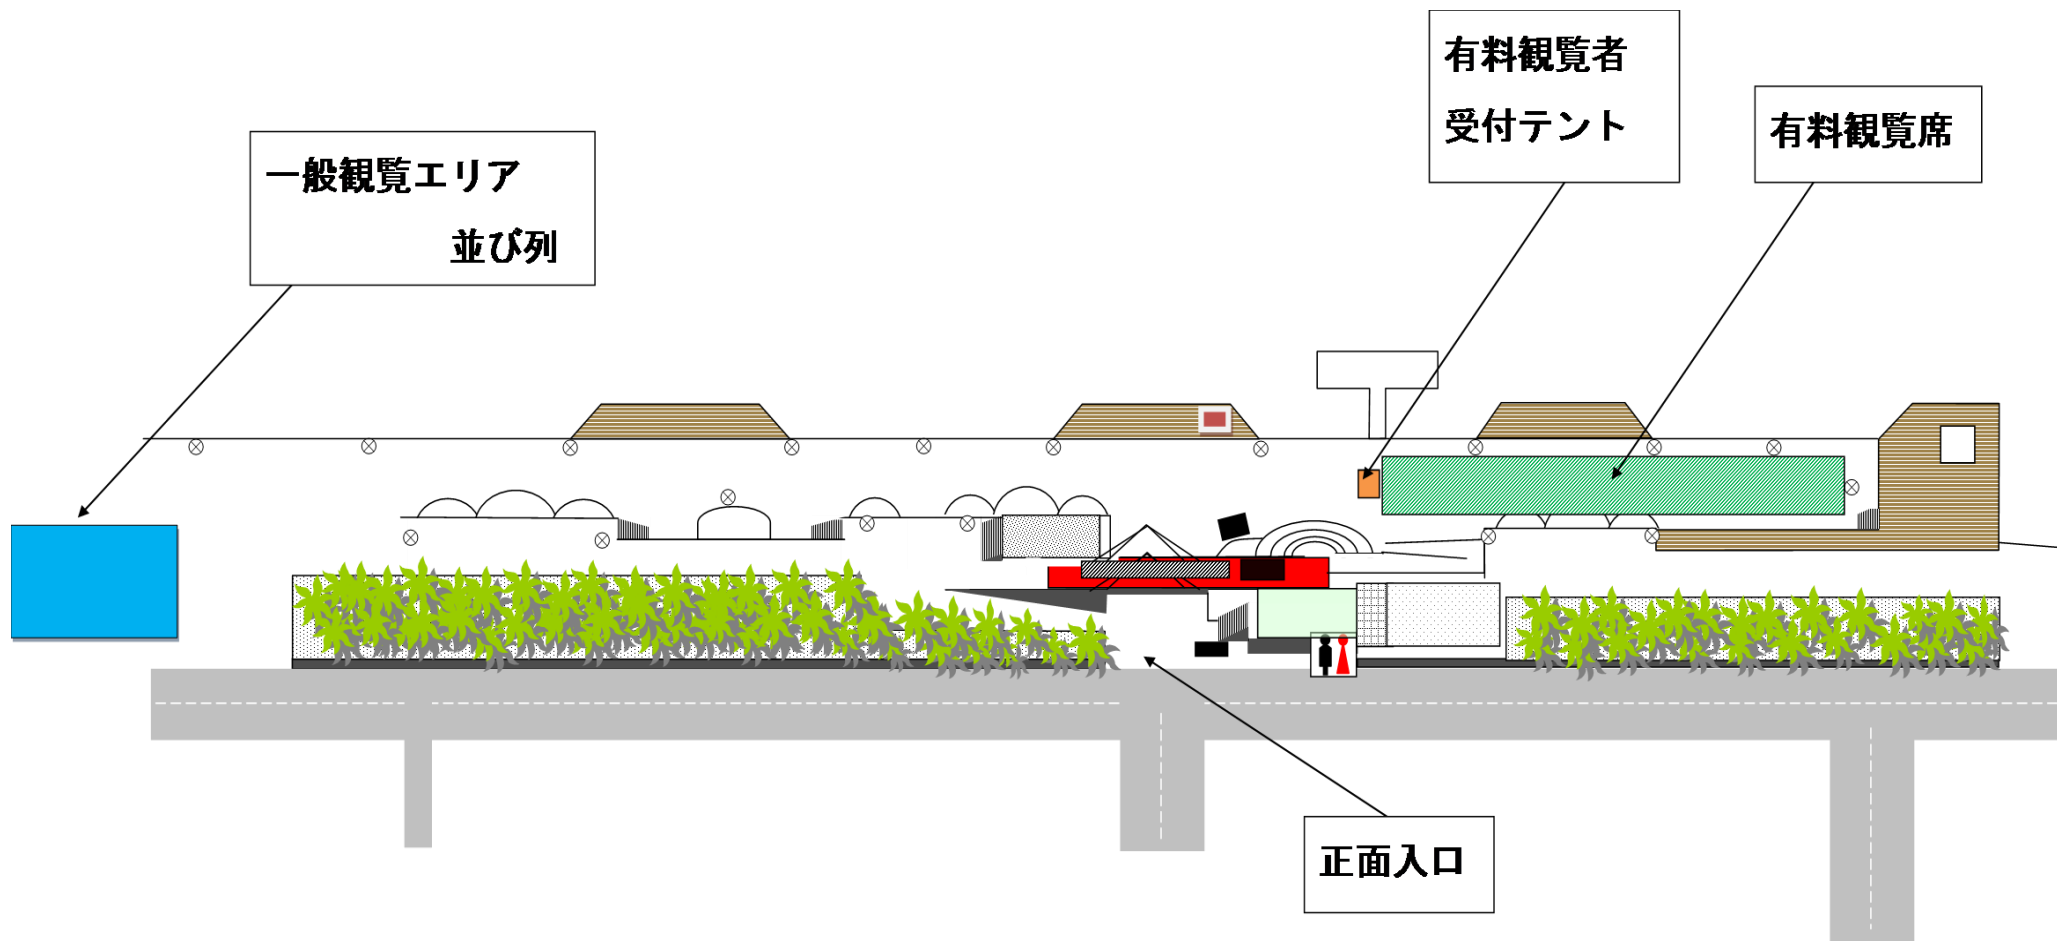 有料観覧者
受付テント
有料観覧席
一般観覧エリア
並び列
正面入口